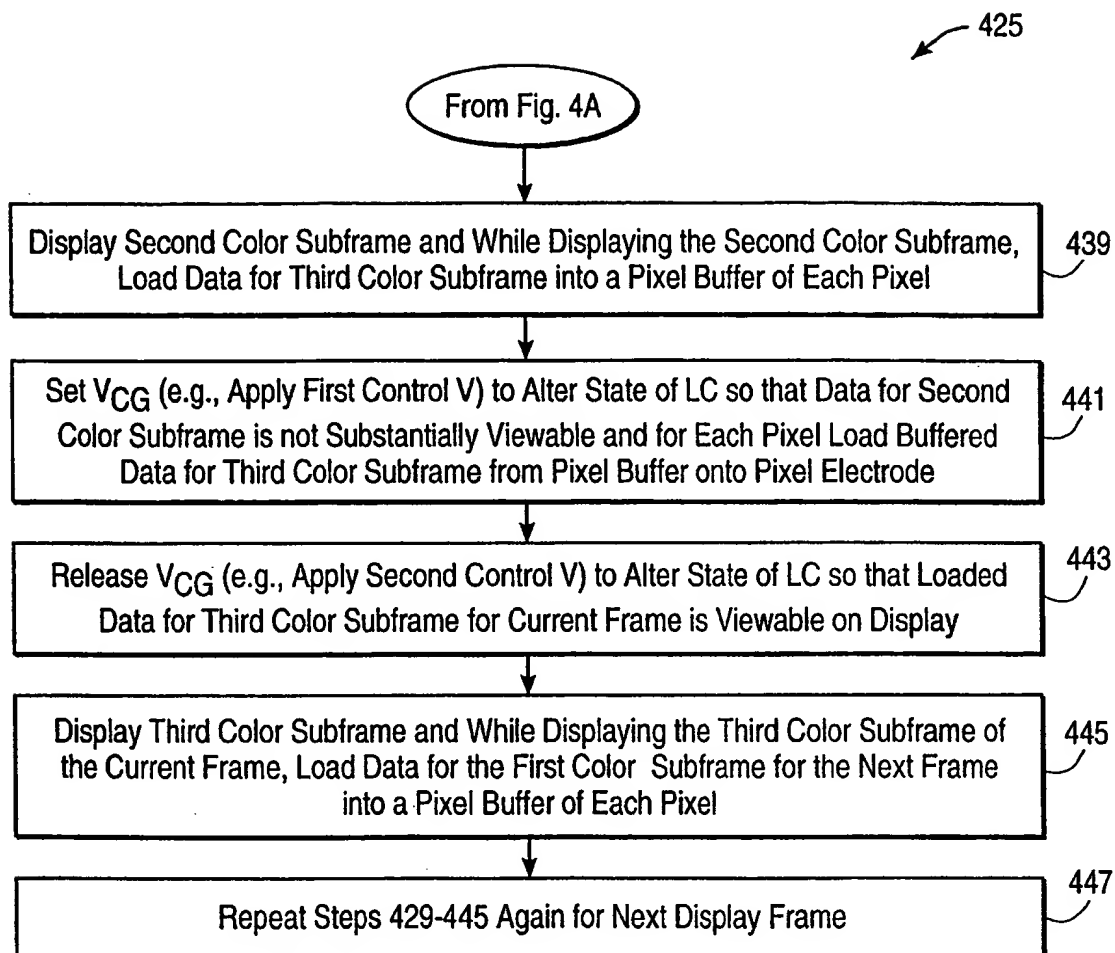 425
From Fig. 4A
Display Second Color Subframe and While Displaying the Second Color Subframe,
Load Data for Third Color Subframe into a Pixel Buffer of Each Pixel
439
Set VCG (e.g., Apply First Control V) to Alter State of LC so that Data for Second
Color Subframe is not Substantially Viewable and for Each Pixel Load Buffered
Data for Third Color Subframe from Pixel Buffer onto Pixel Electrode
441
Release VCG (e.g., Apply Second Control V) to Alter State of LC so that Loaded
Data for Third Color Subframe for Current Frame is Viewable on Display
443
Display Third Color Subframe and While Displaying the Third Color Subframe of
the Current Frame, Load Data for the First Color Subframe for the Next Frame
into a Pixel Buffer of Each Pixel
445
Repeat Steps 429-445 Again for Next Display Frame
447